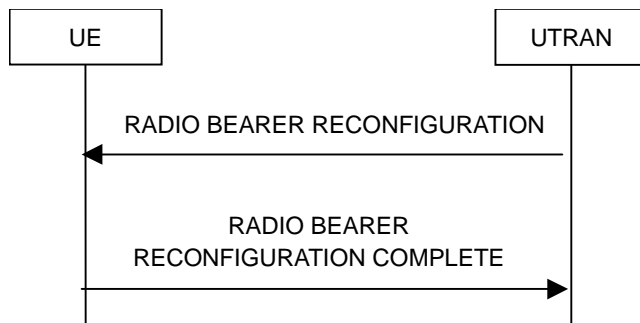 UE
UTRAN
RADIO BEARER RECONFIGURATION
RADIO BEARER
RECONFIGURATION COMPLETE